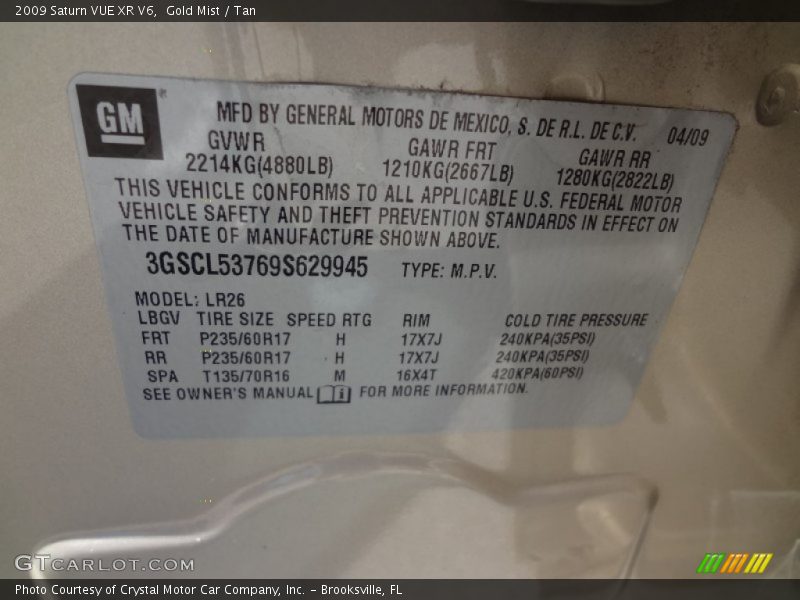 2009 Saturn VUE XR V6,  Gold Mist / Tan
GM
MFD BY GENERAL MOTORS DE MEXICO, S. DE R.L. DE C.V. 04/09
GVWR GAWR FRT GAWR RR
2214KG(4880LB) 1210KG(2667LB) 1280KG(2822LB)
THIS VEHICLE CONFORMS TO ALL APPLICABLE U.S. FEDERAL MOTOR
VEHICLE SAFETY AND THEFT PREVENTION STANDARDS IN EFFECT ON
THE DATE OF MANUFACTURE SHOWN ABOVE.
3GSCL53769S629945 TYPE: M.P.V.
MODEL: LR26
LBGV TIRE SIZE SPEED RTG RIM COLD TIRE PRESSURE
FRT P235/60R17 H 17X7J 240KPA(35PSI)
RR P235/60R17 H 17X7J 240KPA(35PSI)
SPA T135/70R16 M 16X4T 420KPA(60PSI)
SEE OWNER'S MANUAL i FOR MORE INFORMATION.
GTCARLOT.COM
Photo Courtesy of Crystal Motor Car Company, Inc. – Brooksville, FL